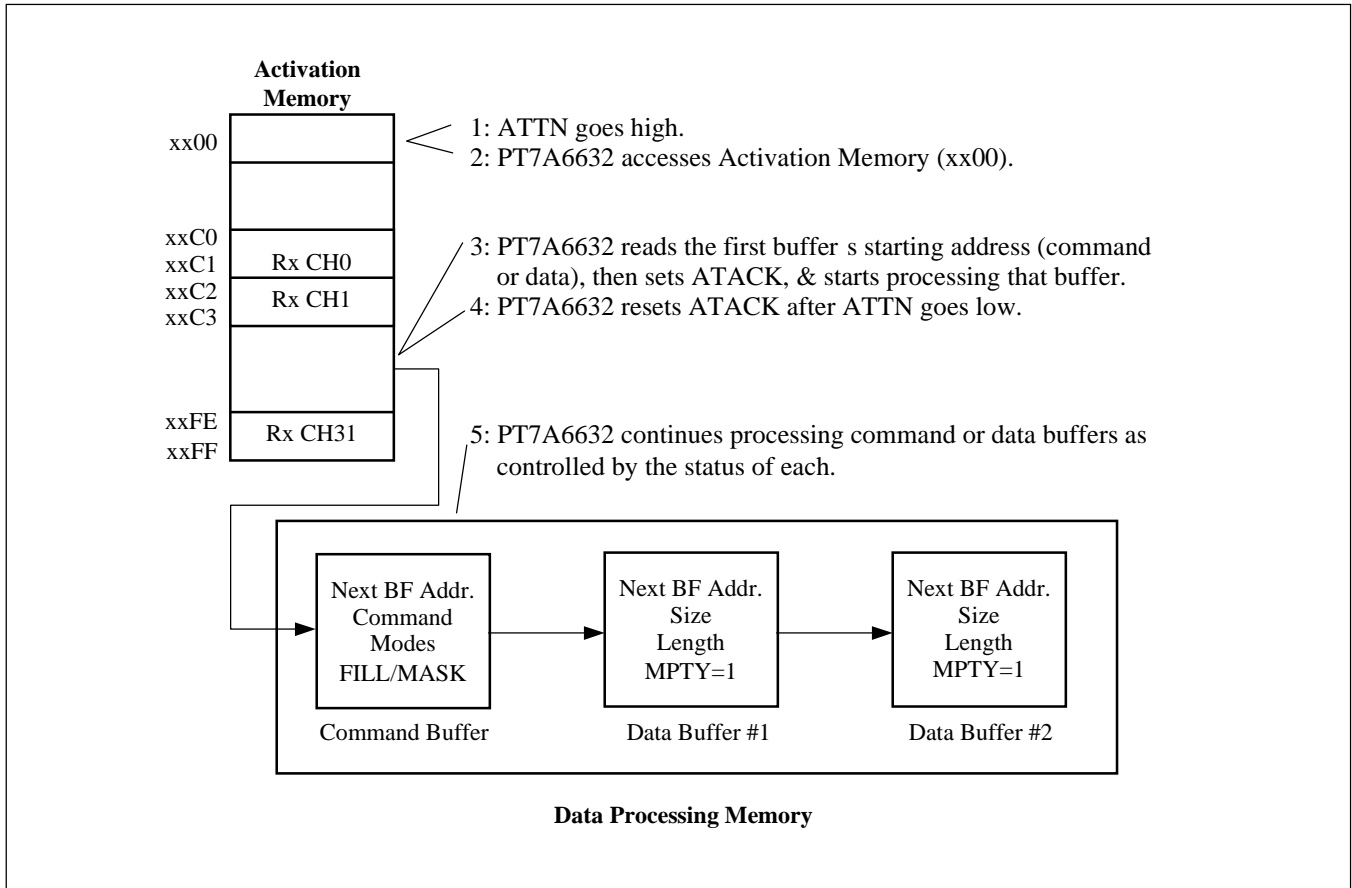 Activation
Memory
xx00
1: ATTN goes high.
2: PT7A6632 accesses Activation Memory (xx00).
xxC0
xxC1
Rx CH0
xxC2
Rx CH1
xxC3
3: PT7A6632 reads the first buffer s starting address (command
or data), then sets ATACK, & starts processing that buffer.
4: PT7A6632 resets ATACK after ATTN goes low.
xxFE
Rx CH31
xxFF
5: PT7A6632 continues processing command or data buffers as
controlled by the status of each.
Next BF Addr.
Command
Modes
FILL/MASK
Command Buffer
Next BF Addr.
Size
Length
MPTY=1
Data Buffer #1
Next BF Addr.
Size
Length
MPTY=1
Data Buffer #2
Data Processing Memory